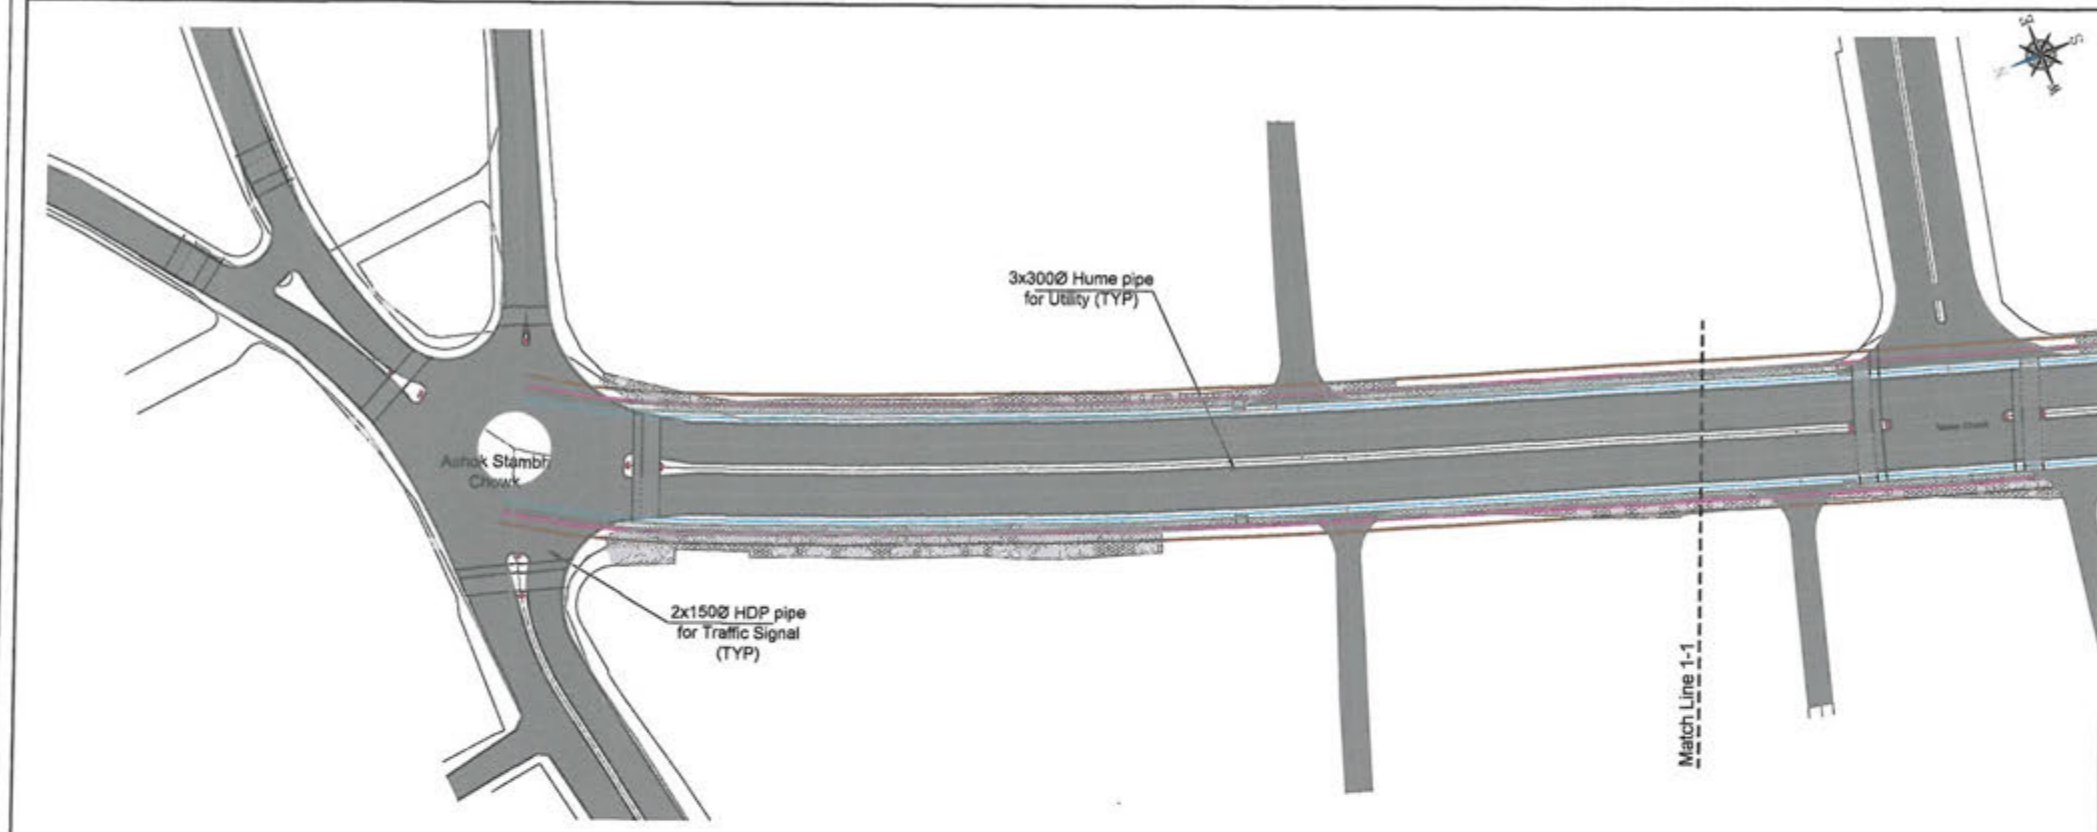 E
S
N
W
3x300Ø Hume pipe
for Utility (TYP)
Ashok Stambh
Chowk
2x150Ø HDP pipe
for Traffic Signal
(TYP)
Match Line 1-1